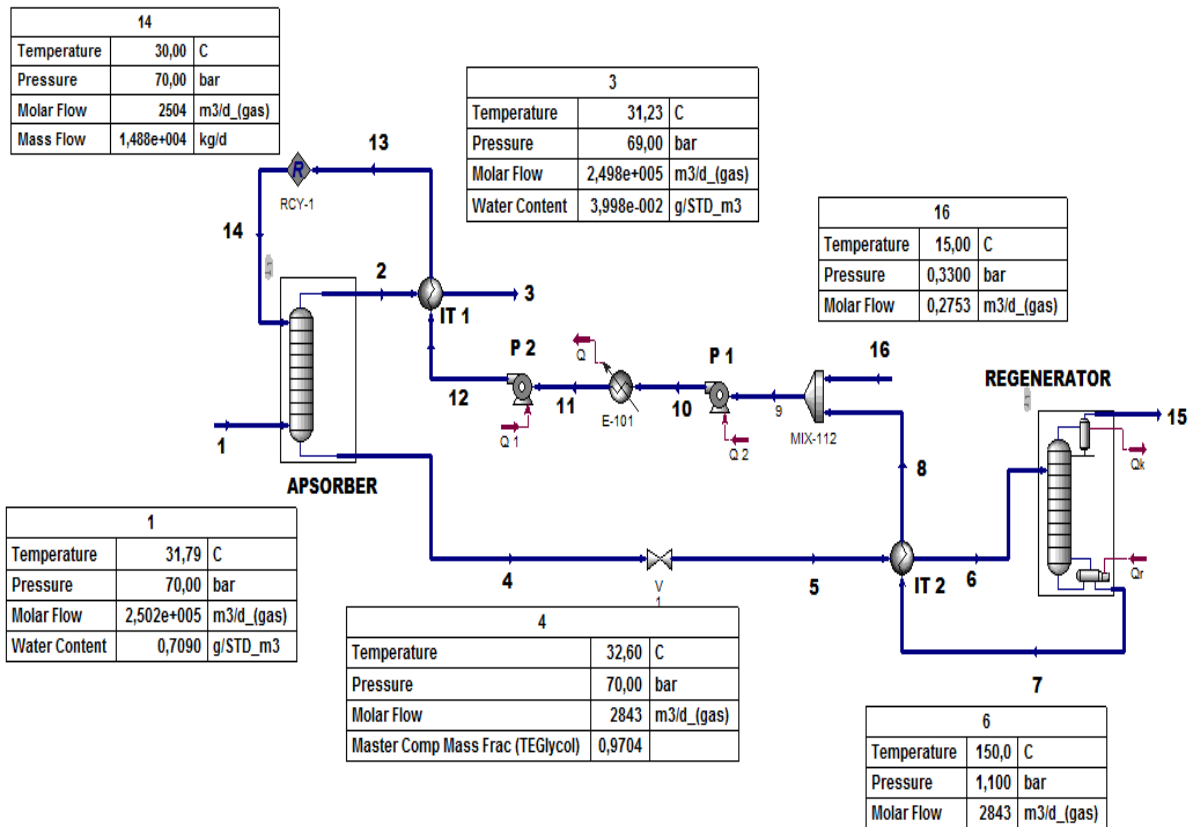 14
Temperature 30,00 C
Pressure 70,00 bar
Molar Flow 2504 m3/d_(gas)
Mass Flow 1,488e+004 kg/d
3
Temperature 31,23 C
Pressure 69,00 bar
Molar Flow 2,498e+005 m3/d_(gas)
Water Content 3,998e-002 g/STD_m3
13
R
RCY-1
16
Temperature 15,00 C
Pressure 0,3300 bar
Molar Flow 0,2753 m3/d_(gas)
14
2
3
IT 1
P 2
Q
P 1
16
REGENERATOR
12
11
10
9
15
E-101
MIX-112
Q 1
Q 2
Qk
1
8
APSORBER
1
Temperature 31,79 C
Pressure 70,00 bar
Molar Flow 2,502e+005 m3/d_(gas)
Water Content 0,7090 g/STD_m3
4
V
1
5
IT 2
6
Qr
7
4
Temperature 32,60 C
Pressure 70,00 bar
Molar Flow 2843 m3/d_(gas)
Master Comp Mass Frac (TEGlycol) 0,9704
6
Temperature 150,0 C
Pressure 1,100 bar
Molar Flow 2843 m3/d_(gas)